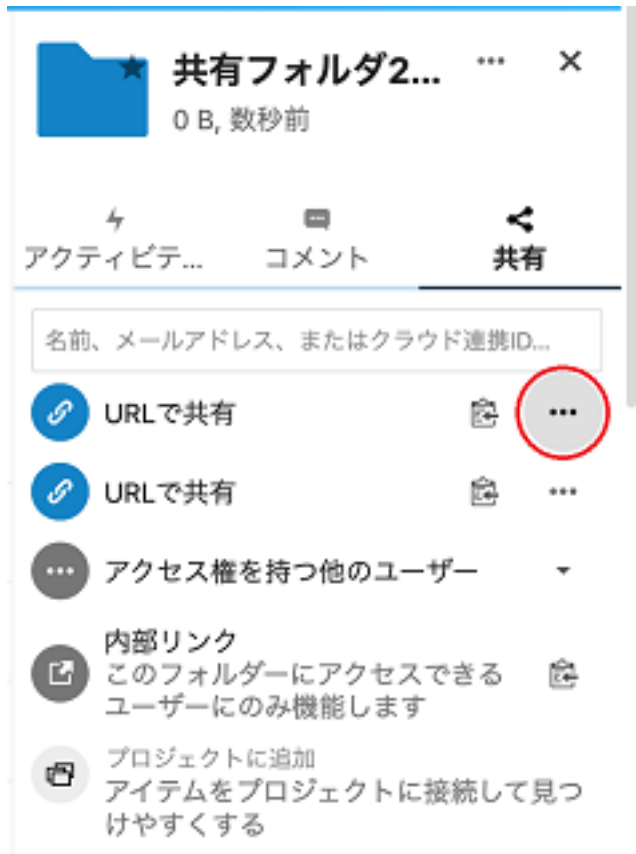 共有フォルダ2...
0 B, 数秒前
アクティビテ...
コメント
共有
名前、メールアドレス、またはクラウド連携ID...
URLで共有
URLで共有
アクセス権を持つ他のユーザー
内部リンク
このフォルダーにアクセスできる
ユーザーにのみ機能します
プロジェクトに追加
アイテムをプロジェクトに接続して見つ
けやすくする